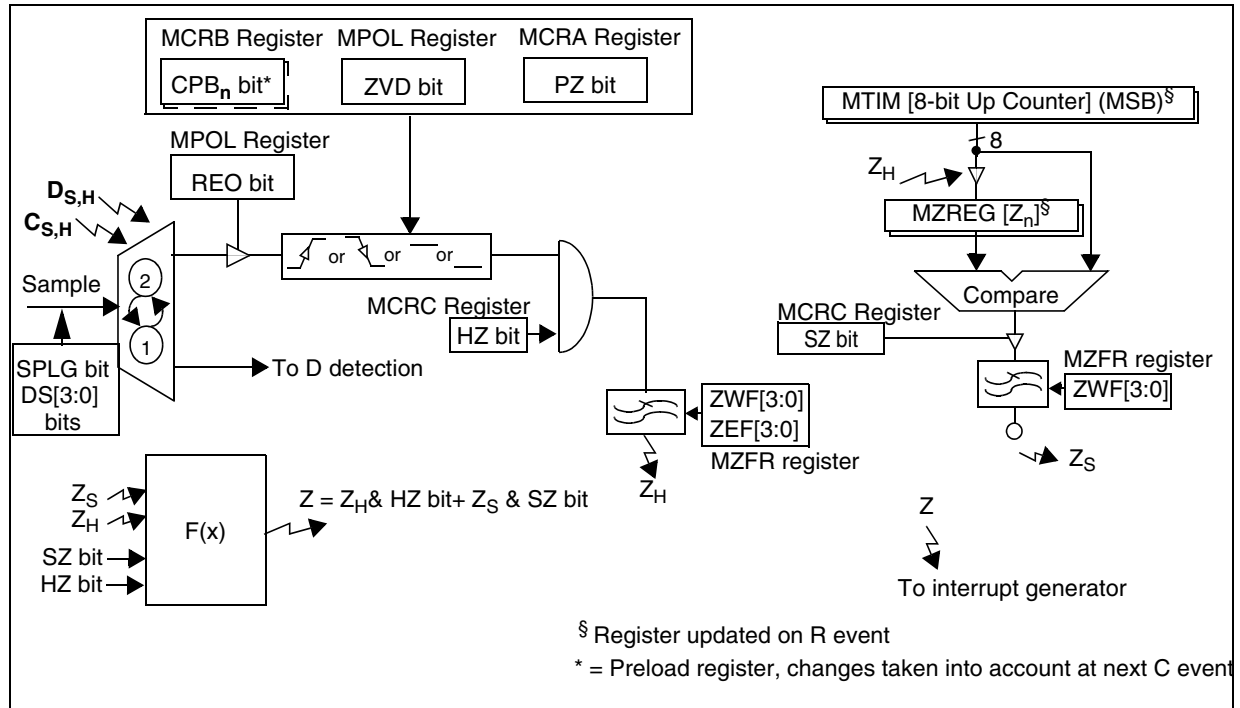 MCRB Register
MPOL Register
MCRA Register
CPBn bit*
ZVD bit
PZ bit
MPOL Register
REO bit
DS,H
CS,H
Sample
2
1
SPLG bit
DS[3:0]
bits
or
or
or
MCRC Register
HZ bit
To D detection
ZWF[3:0]
ZEF[3:0]
MZFR register
ZH
MTIM [8-bit Up Counter] (MSB)§
8
ZH
MZREG [Zn]§
Compare
MCRC Register
SZ bit
MZFR register
ZWF[3:0]
ZS
ZS
ZH
SZ bit
HZ bit
F(x)
Z = ZH& HZ bit+ ZS & SZ bit
Z
To interrupt generator
§ Register updated on R event
* = Preload register, changes taken into account at next C event